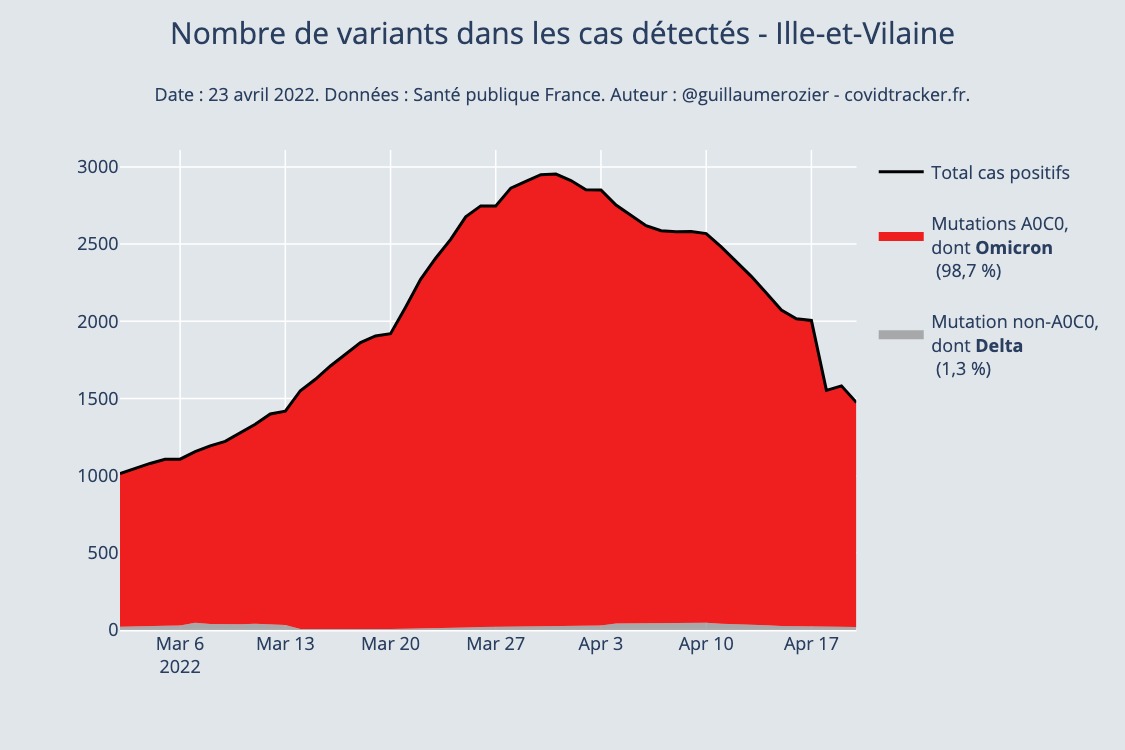 Nombre de variants dans les cas détectés - Ille-et-Vilaine
Date : 23 avril 2022. Données : Santé publique France. Auteur : @guillaumerozier - covidtracker.fr.
3000
2500
2000
1500
1000
500
0
Mar 6
2022
Mar 13
Mar 20
Mar 27
Apr 3
Apr 10
Apr 17
Total cas positifs
Mutations A0C0,
dont Omicron
(98,7 %)
Mutation non-A0C0,
dont Delta
(1,3 %)